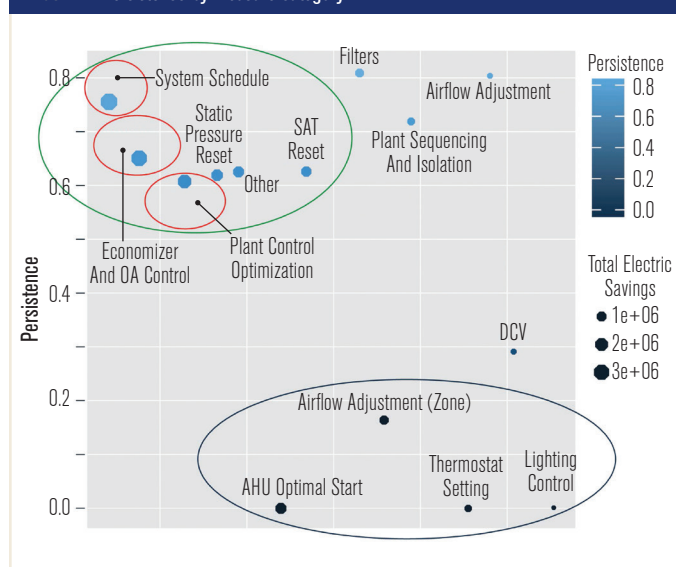 Persistence
0.8
0.6
0.4
0.2
0.0
System Schedule
Static
Pressure
Reset
SAT
Reset
Other
Economizer
And OA Control
Plant Control
Optimization
Filters
Airflow Adjustment
Plant Sequencing
And Isolation
DCV
Airflow Adjustment (Zone)
AHU Optimal Start
Thermostat
Setting
Lighting
Control
Persistence
0.8
0.6
0.4
0.2
0.0
Total Electric
Savings
1e+06
2e+06
3e+06